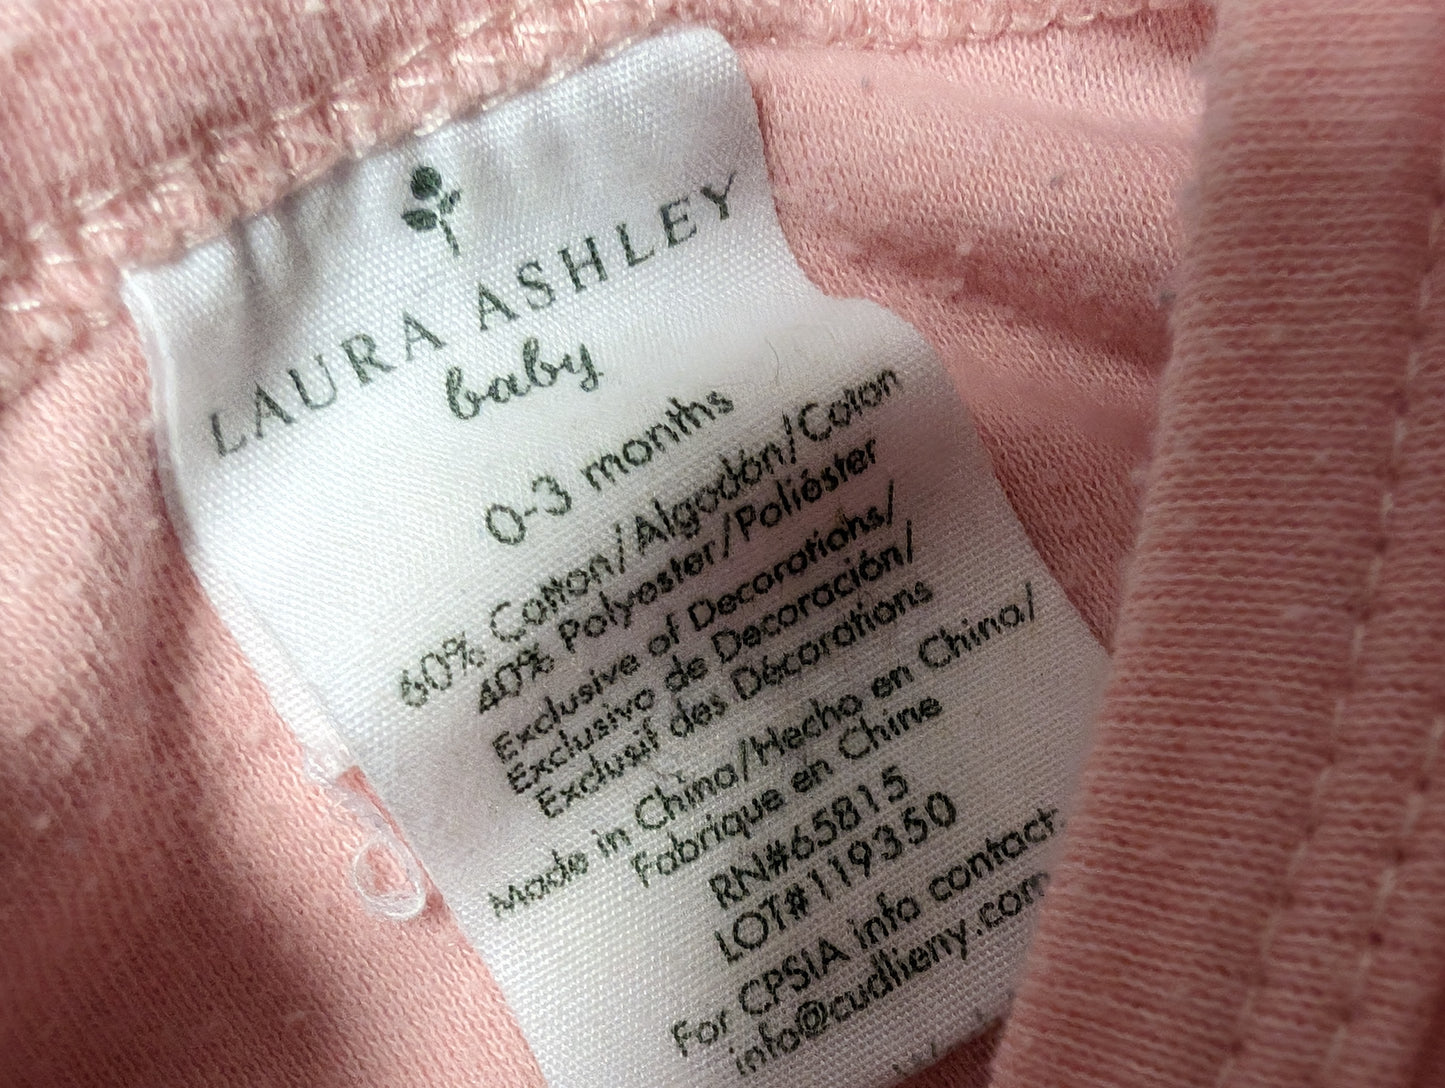 LAURA ASHLEY
baby
0-3 months
60% Cotton/Algodón/Coton
40% Polyester/Poliéster
Exclusive of Decorations/
Exclusivo de Decoración/
Exclusif des Décorations
Made in China/Hecho en China/
Fabrique en Chine
RN#65815
LOT#119350
For CPSIA info contact
info@cudlieny.com